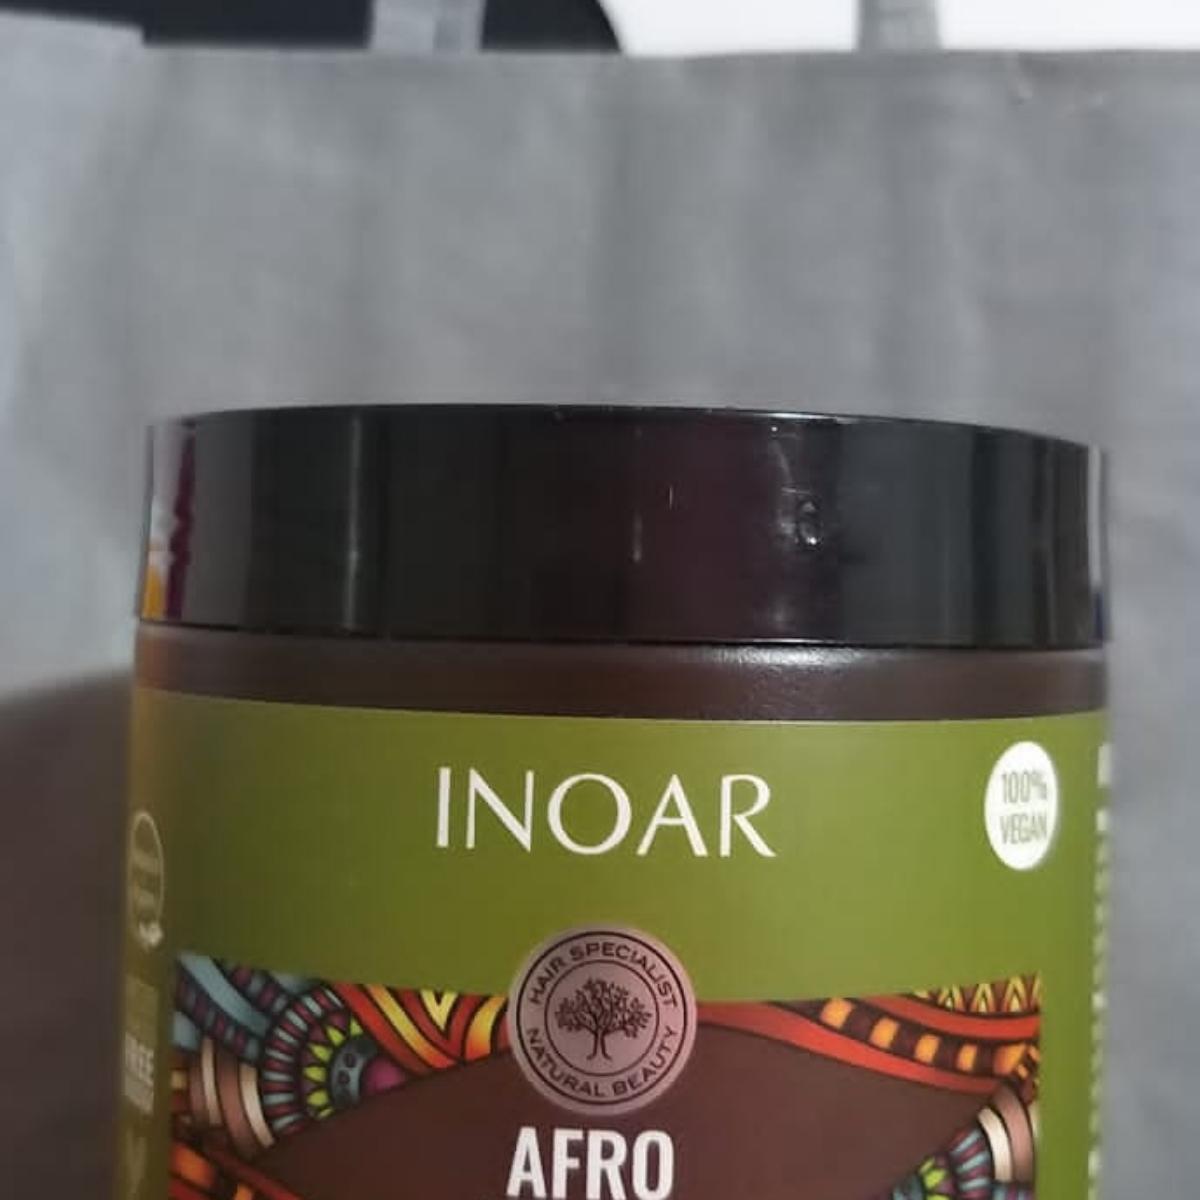 INOAR
100%
VEGAN
HAIR SPECIALIST
NATURAL BEAUTY
FREE
AFRO